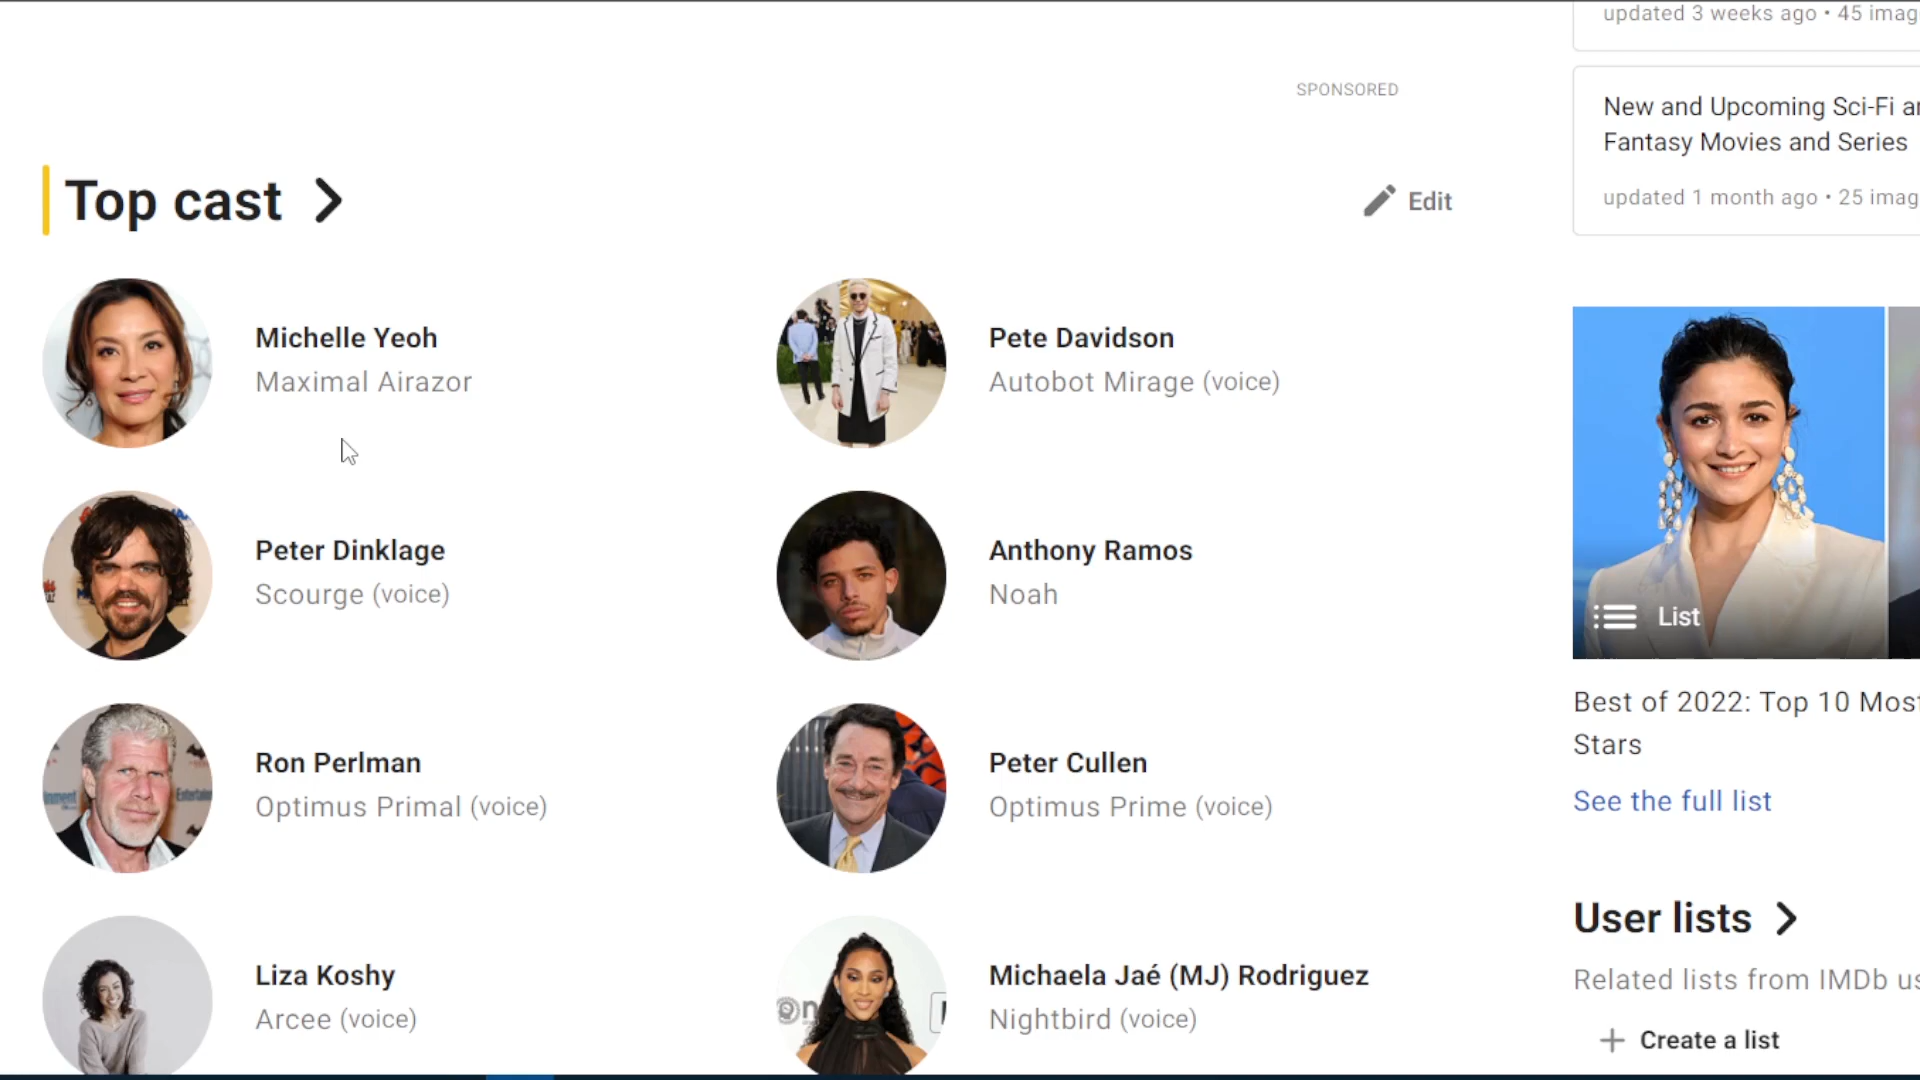 updated 3 weeks ago • 45 imag
SPONSORED
New and Upcoming Sci-Fi an
Fantasy Movies and Series
updated 1 month ago • 25 imag
Top cast
Edit
Michelle Yeoh
Maximal Airazor
Pete Davidson
Autobot Mirage (voice)
Peter Dinklage
Scourge (voice)
Anthony Ramos
Noah
List
Best of 2022: Top 10 Most
Stars
See the full list
Ron Perlman
Optimus Primal (voice)
Peter Cullen
Optimus Prime (voice)
User lists
Related lists from IMDb us
Create a list
Liza Koshy
Arcee (voice)
Michaela Jaé (MJ) Rodriguez
Nightbird (voice)